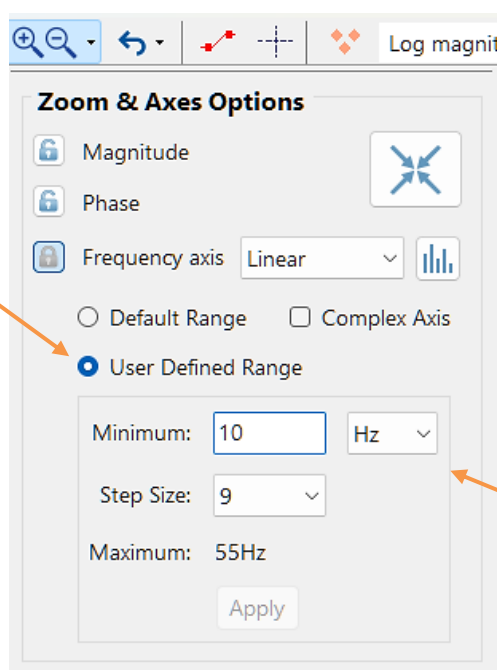 Log magnit
Zoom & Axes Options
Magnitude
Phase
Frequency axis Linear
Default Range Complex Axis
User Defined Range
Minimum: 10 Hz
Step Size: 9
Maximum: 55Hz
Apply